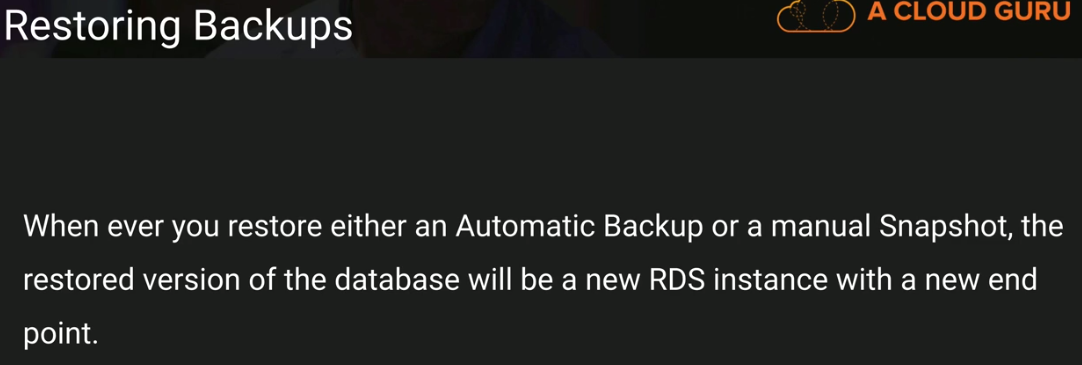 Restoring Backups
A CLOUD GURU
When ever you restore either an Automatic Backup or a manual Snapshot, the
restored version of the database will be a new RDS instance with a new end
point.